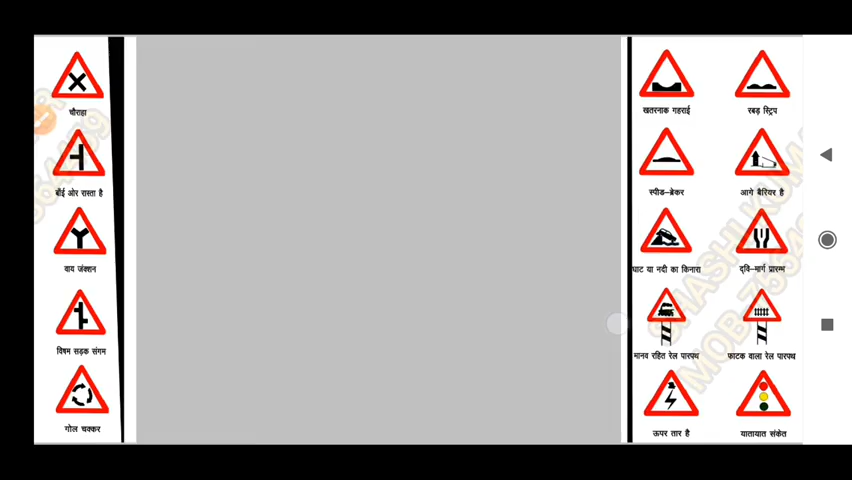 चौराहा
बाँई ओर रास्ता है
वाय जंक्शन
विषम सड़क संगम
गोल चक्कर
खतरनाक गहराई
रबड़ स्ट्रिप
स्पीड-ब्रेकर
आगे बैरियर है
घाट या नदी का किनारा
द्वि-मार्ग प्रारम्भ
मानव रहित रेल पारपथ
फाटक वाला रेल पारपथ
ऊपर तार है
यातायात संकेत